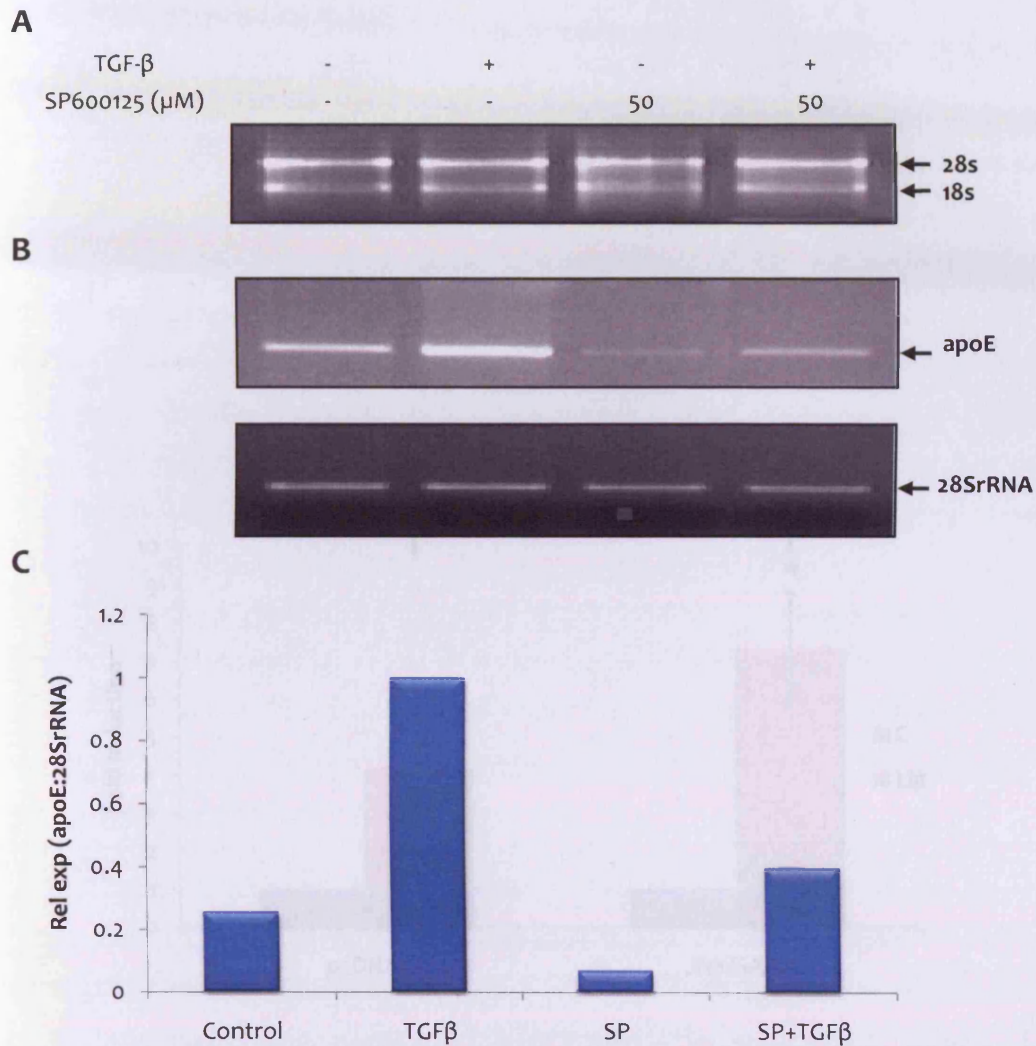 A
TGF-β - + - +
SP600125 (µM) - - 50 50
28s
18s
B
apoE
28SrRNA
C
Rel exp (apoE:28SrRNA)
1.2
1
0.8
0.6
0.4
0.2
0
Control TGFβ SP SP+TGFβ